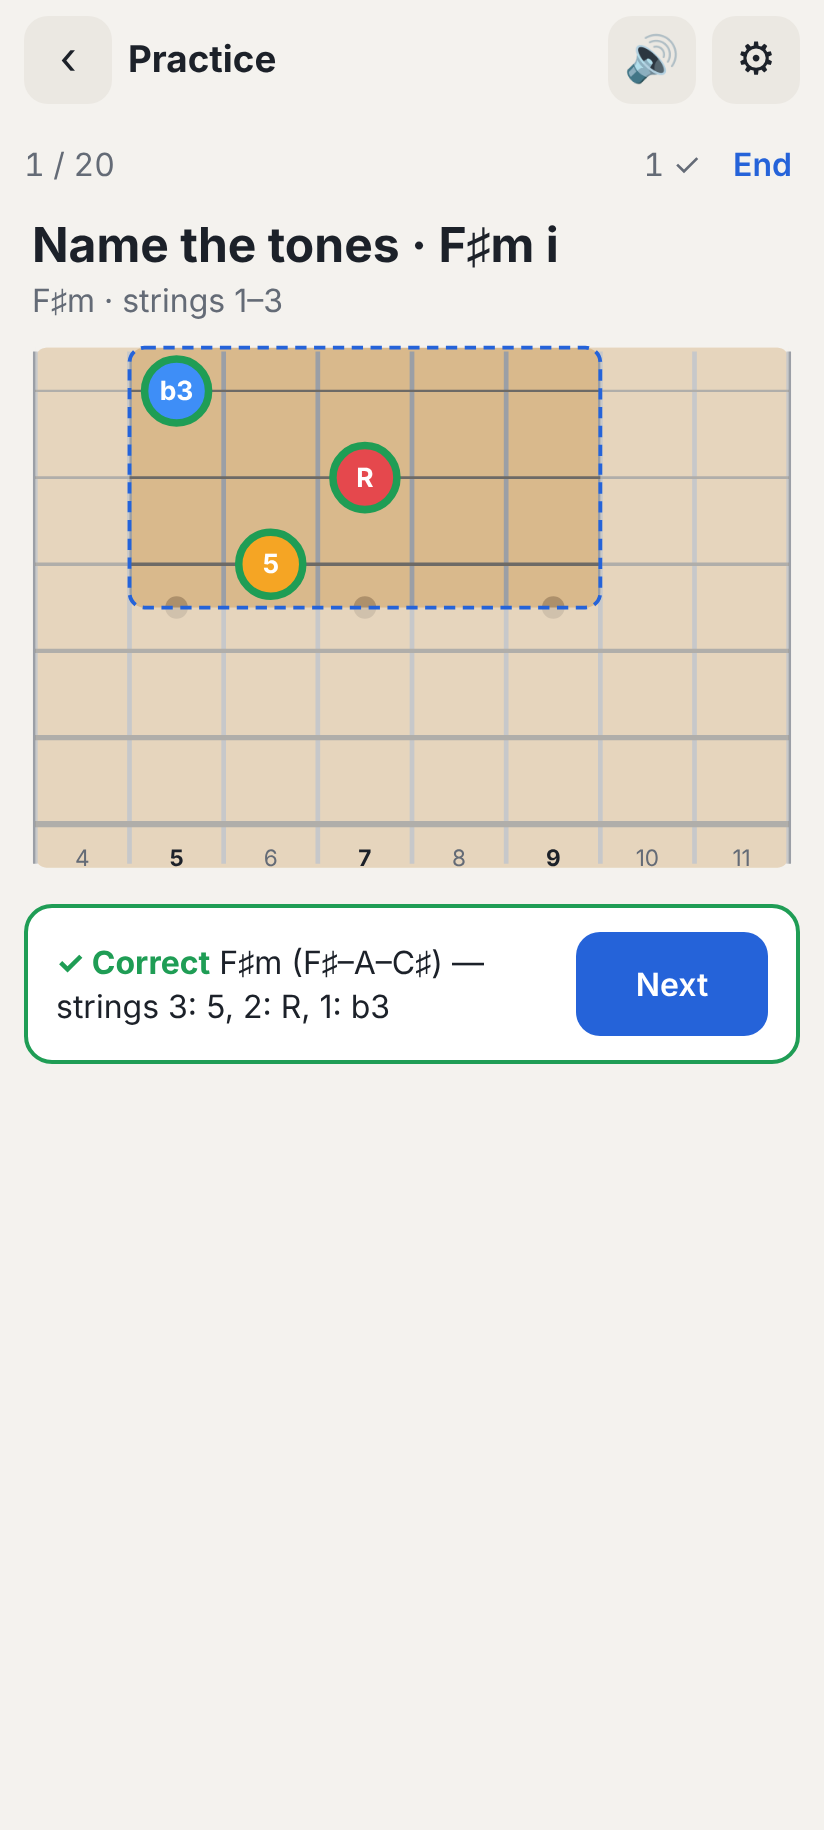 ‹ Practice 🔊 ⚙
1 / 20 1 ✓ End
Name the tones · F♯m i
F♯m · strings 1–3
b3
R
5
4 5 6 7 8 9 10 11
✓ Correct F♯m (F♯–A–C♯) —
strings 3: 5, 2: R, 1: b3
Next